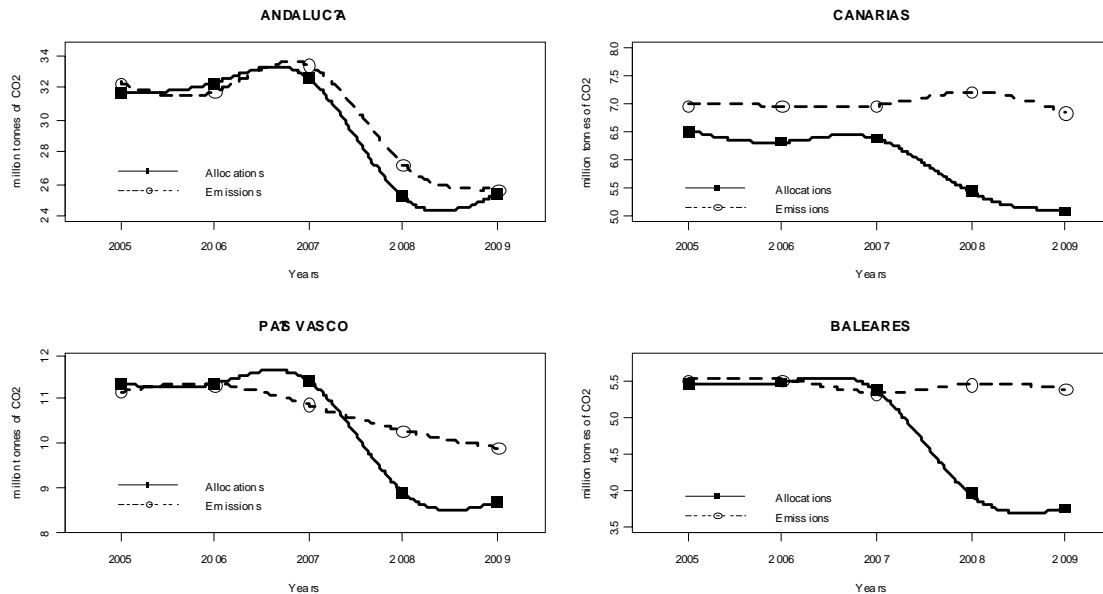 ANDALUC?A
million tonnes of CO2
34
32
30
28
26
24
Allocations
Emissions
2005 2006 2007 2008 2009
Years
CANARIAS
million tonnes of CO2
8.0
7.5
7.0
6.5
6.0
5.5
5.0
Allocations
Emissions
2005 2006 2007 2008 2009
Years
PA?S VASCO
million tonnes of CO2
12
11
10
9
8
Allocations
Emissions
2005 2006 2007 2008 2009
Years
BALEARES
million tonnes of CO2
5.5
5.0
4.5
4.0
3.5
Allocations
Emissions
2005 2006 2007 2008 2009
Years